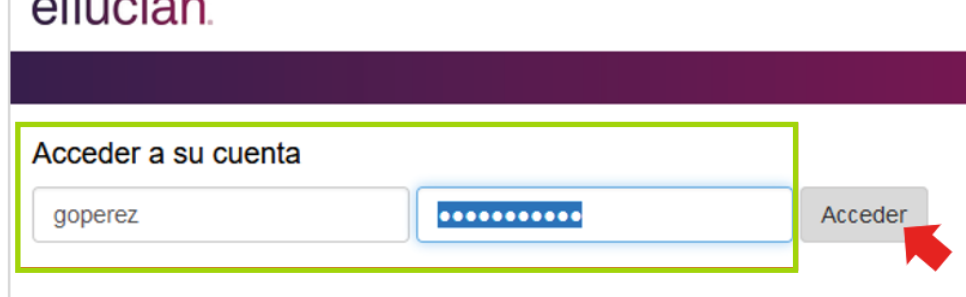 ellucian.
Acceder a su cuenta
goperez ●●●●●●●●●●● Acceder